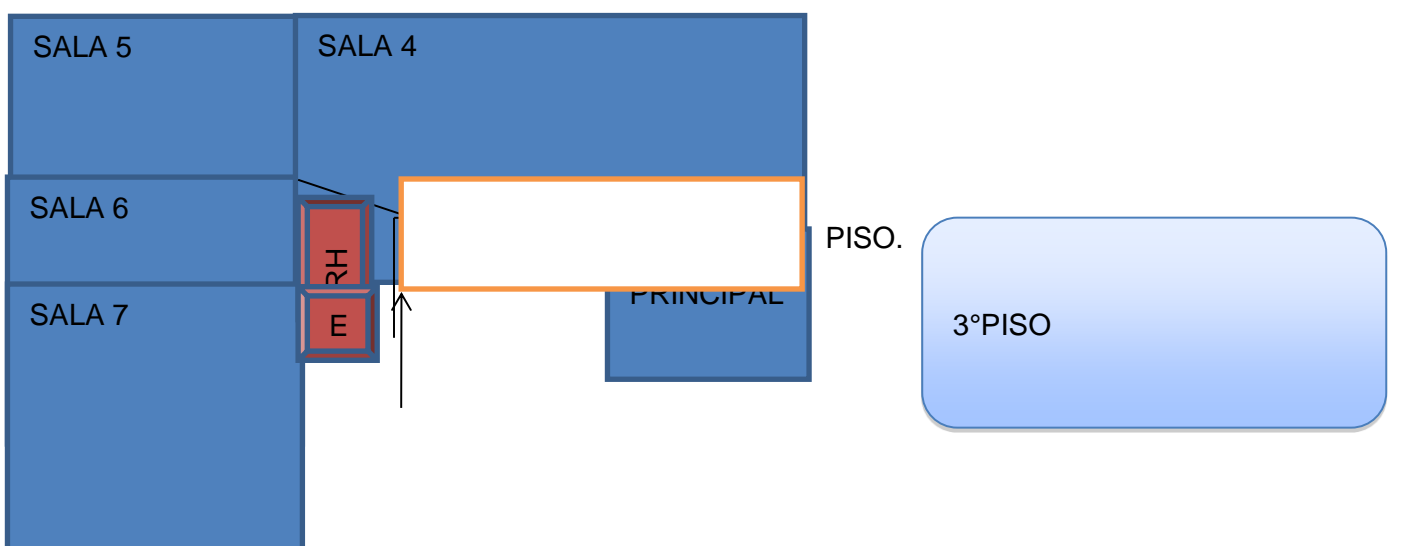 SALA 5
SALA 4
SALA 6
PISO.
RH
SALA 7
E
PRINCIPAL
3°PISO